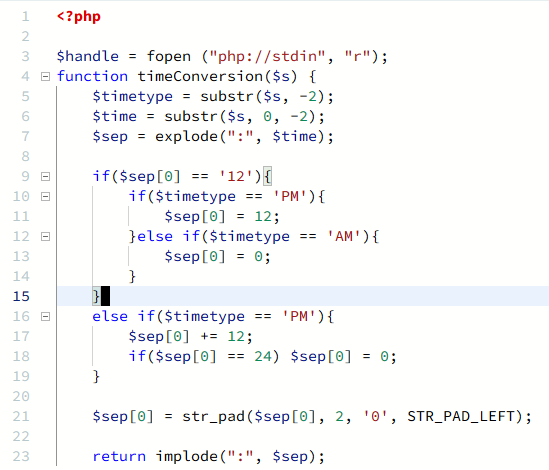 1 <?php
2
3 $handle = fopen ("php://stdin", "r");
4 function timeConversion($s) {
5     $timetype = substr($s, -2);
6     $time = substr($s, 0, -2);
7     $sep = explode(":", $time);
8
9     if($sep[0] == '12'){
10         if($timetype == 'PM'){
11             $sep[0] = 12;
12         }else if($timetype == 'AM'){
13             $sep[0] = 0;
14         }
15     }
16     else if($timetype == 'PM'){
17         $sep[0] += 12;
18         if($sep[0] == 24) $sep[0] = 0;
19     }
20
21     $sep[0] = str_pad($sep[0], 2, '0', STR_PAD_LEFT);
22
23     return implode(":", $sep);